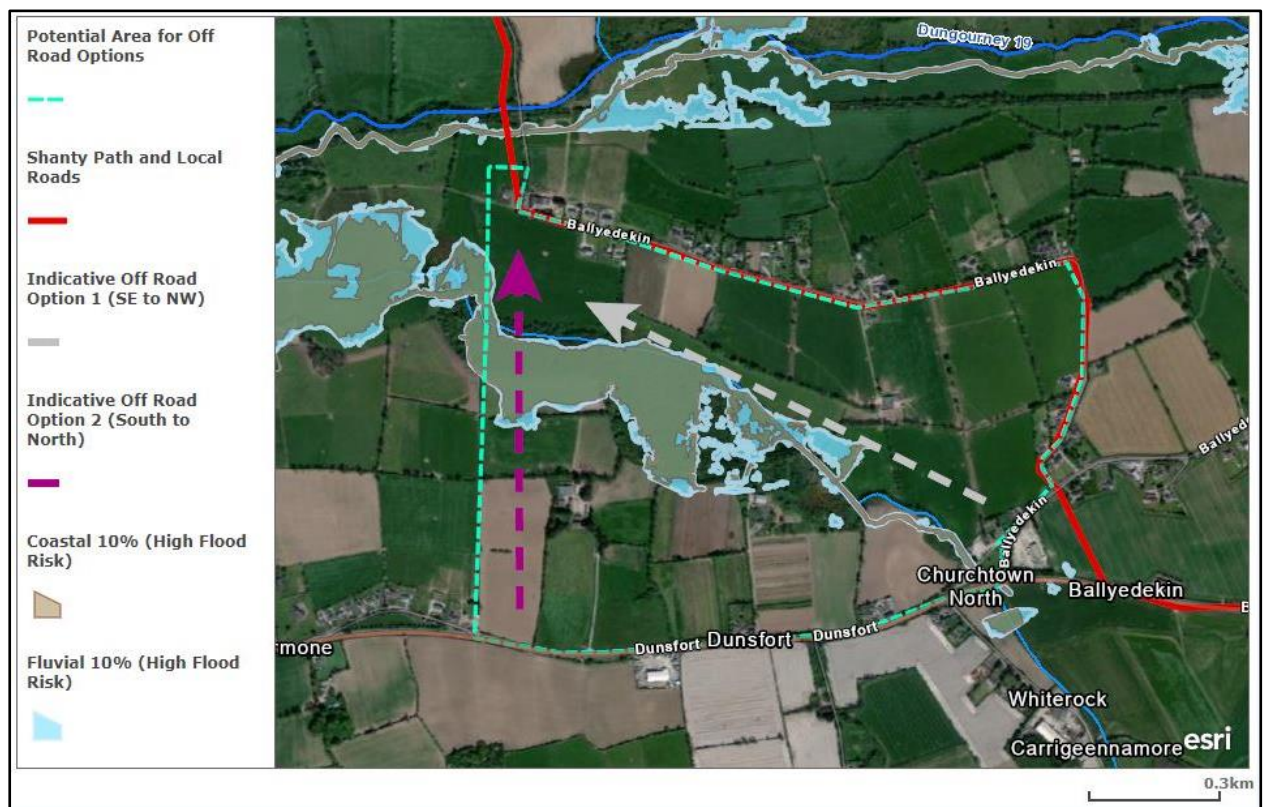 Potential Area for Off
Road Options
Shanty Path and Local
Roads
Indicative Off Road
Option 1 (SE to NW)
Indicative Off Road
Option 2 (South to
North)
Coastal 10% (High Flood
Risk)
Fluvial 10% (High Flood
Risk)
Dungourney 19
Ballyedekin
Ballyedekin
Ballyede
Ballyedekin
Churchtown
North
Ballyedekin
B
rmone
Dunsfort
Dunsfort
Dunsfort
Whiterock
Carrigeennamore
esri
0.3km